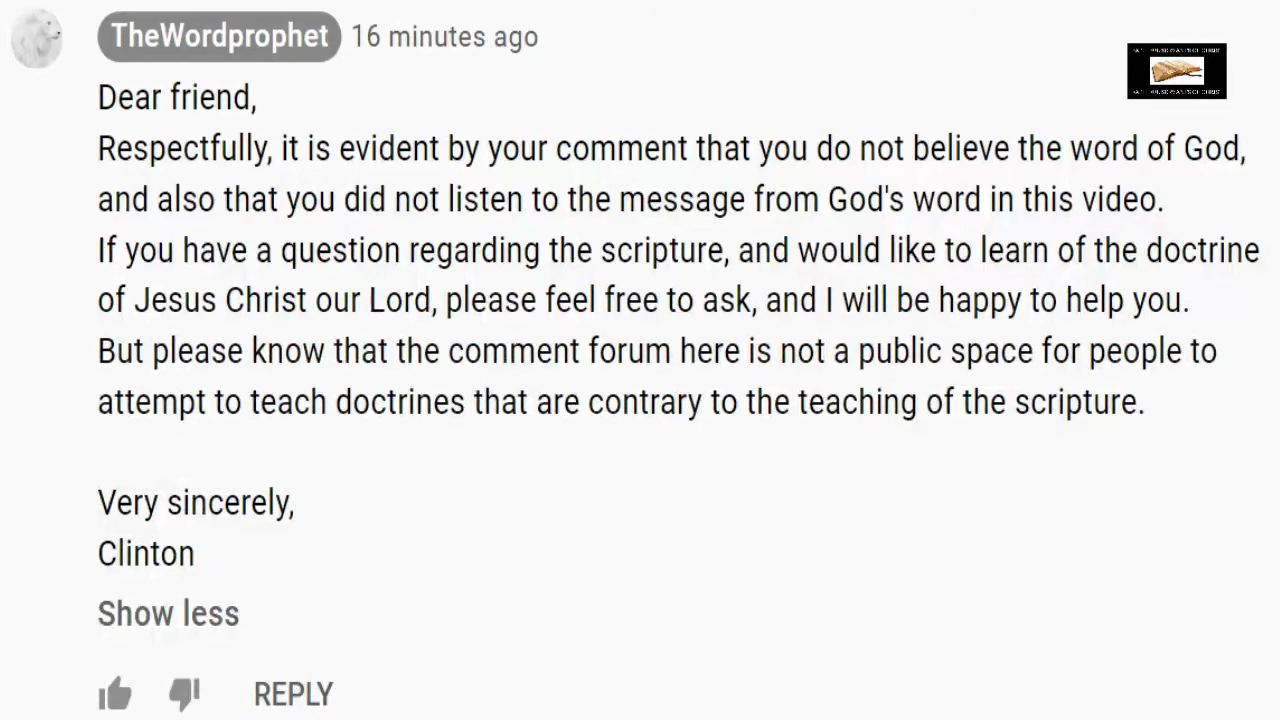 TheWordprophet 16 minutes ago
Dear friend,
Respectfully, it is evident by your comment that you do not believe the word of God,
and also that you did not listen to the message from God's word in this video.
If you have a question regarding the scripture, and would like to learn of the doctrine
of Jesus Christ our Lord, please feel free to ask, and I will be happy to help you.
But please know that the comment forum here is not a public space for people to
attempt to teach doctrines that are contrary to the teaching of the scripture.
Very sincerely,
Clinton
Show less
REPLY